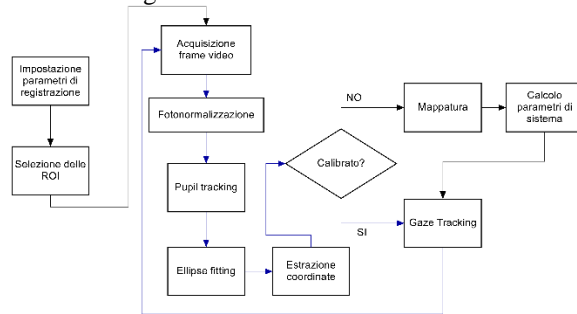 Impostazione
parametri di
registrazione
Selezione delle
ROI
Acquisizione
frame video
Fotonormalizzazione
Pupil tracking
Ellipse fitting
Estrazione
coordinate
Calibrato?
NO
SI
Mappatura
Calcolo
parametri di
sistema
Gaze Tracking